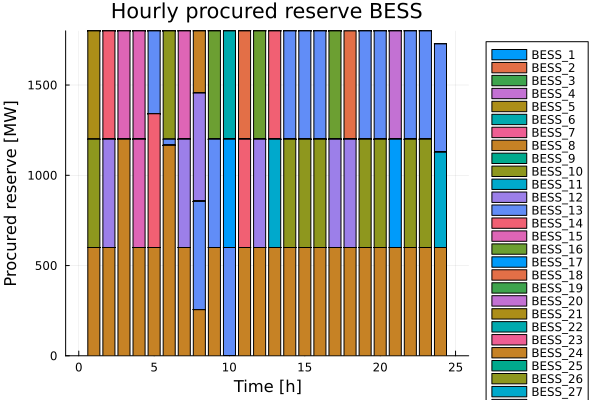 Hourly procured reserve BESS
Procured reserve [MW]
1500
1000
500
0
0 5 10 15 20 25
Time [h]
BESS_1
BESS_2
BESS_3
BESS_4
BESS_5
BESS_6
BESS_7
BESS_8
BESS_9
BESS_10
BESS_11
BESS_12
BESS_13
BESS_14
BESS_15
BESS_16
BESS_17
BESS_18
BESS_19
BESS_20
BESS_21
BESS_22
BESS_23
BESS_24
BESS_25
BESS_26
BESS_27